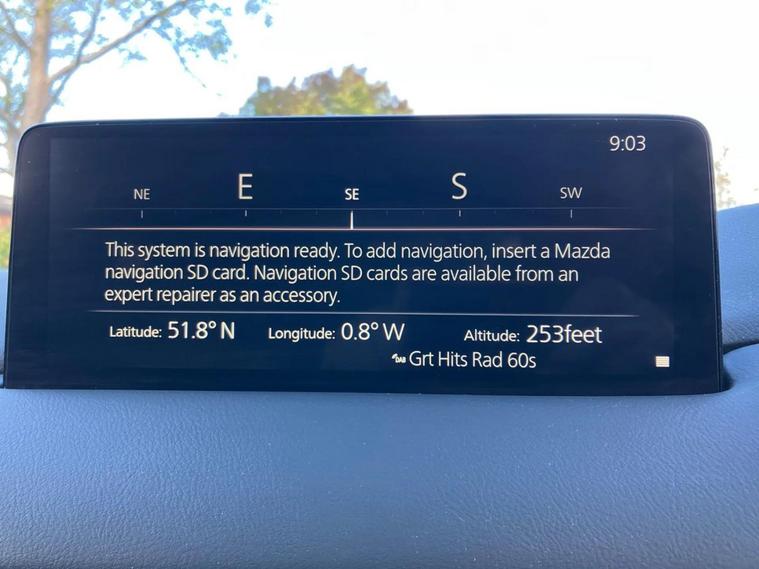 9:03
NE E SE S SW
This system is navigation ready. To add navigation, insert a Mazda
navigation SD card. Navigation SD cards are available from an
expert repairer as an accessory.
Latitude: 51.8° N Longitude: 0.8° W Altitude: 253feet
DAB Grt Hits Rad 60s